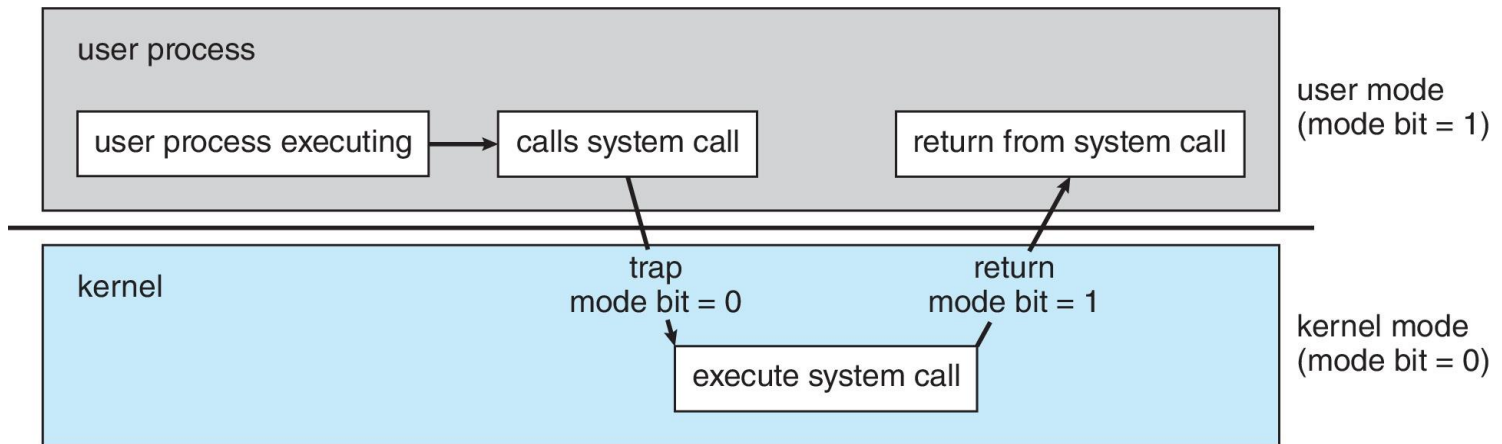 user process
user process executing
calls system call
return from system call
user mode
(mode bit = 1)
kernel
trap
mode bit = 0
return
mode bit = 1
execute system call
kernel mode
(mode bit = 0)